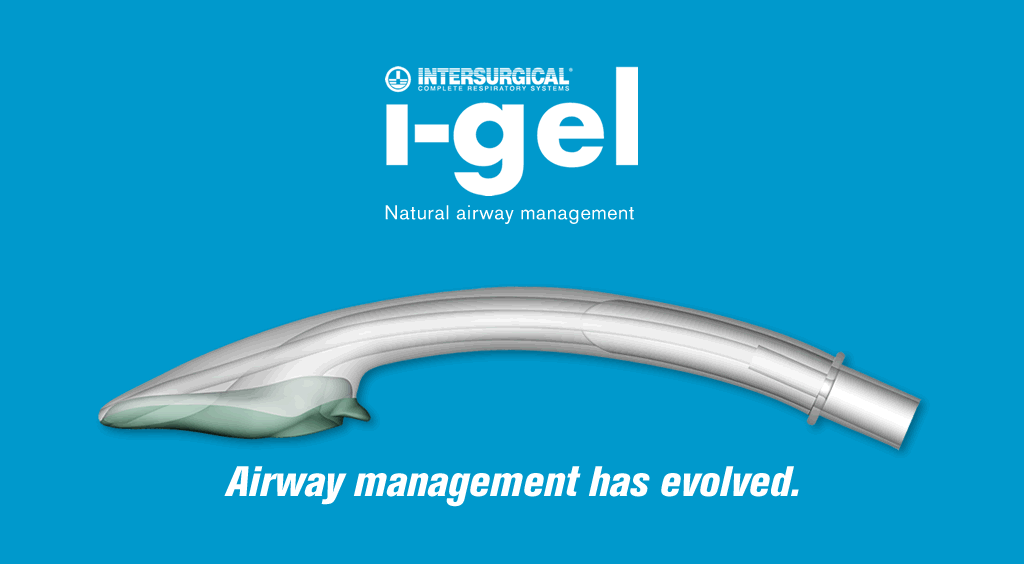 INTERSURGICAL®
COMPLETE RESPIRATORY SYSTEMS
i-gel
Natural airway management
Airway management has evolved.